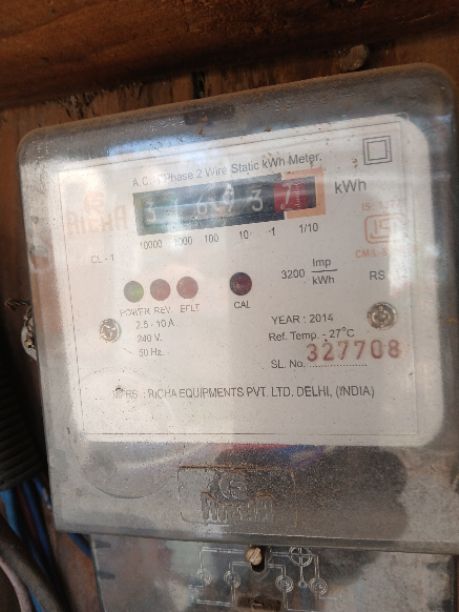 A.C. Phase 2 Wire Static kWh Meter.
kWh
10000 1000 100 10 1 1/10
CL - 1
3200 Imp
kWh
RS
POWER REV. EFLT CAL
2.5 - 10 A.
240 V.
50 Hz.
YEAR : 2014
Ref. Temp. - 27°C
SL. No. 327708
MFRS : RICHA EQUIPMENTS PVT. LTD. DELHI, (INDIA)